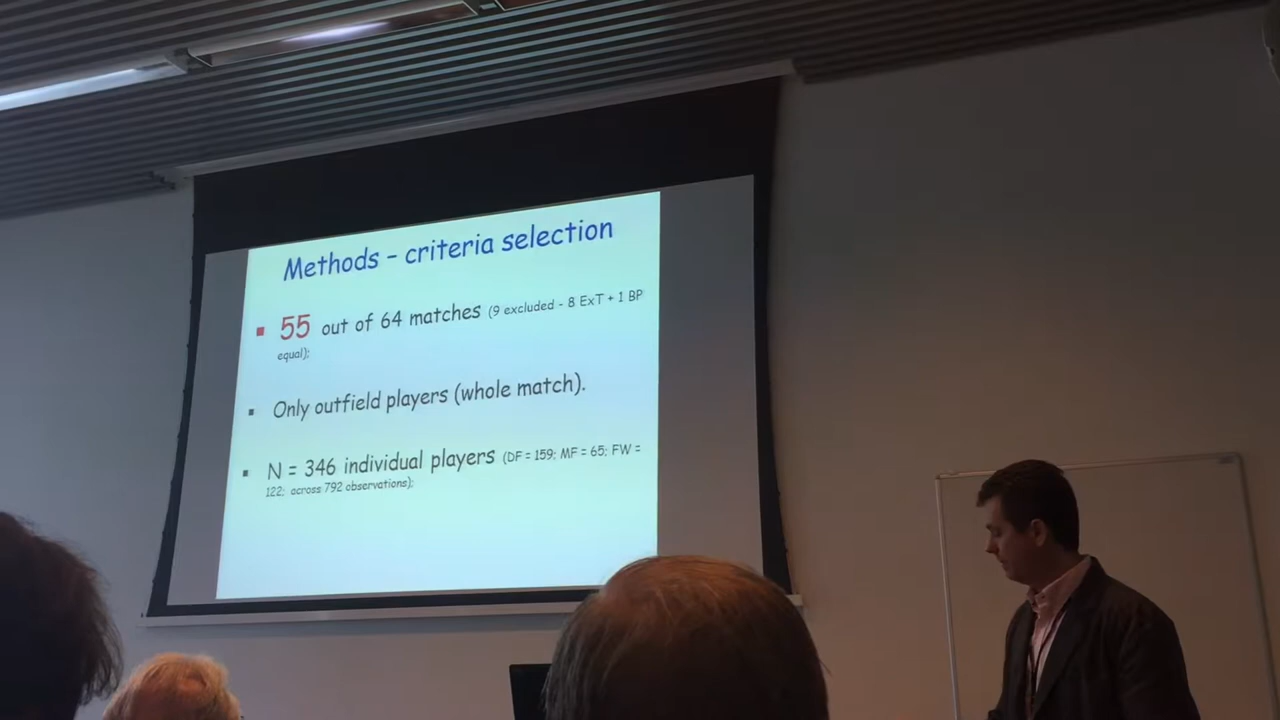 Methods – criteria selection
55 out of 64 matches (9 excluded - 8 ExT + 1 BP
equal);
Only outfield players (whole match).
N = 346 individual players (DF = 159; MF = 65; FW =
122; across 792 observations);